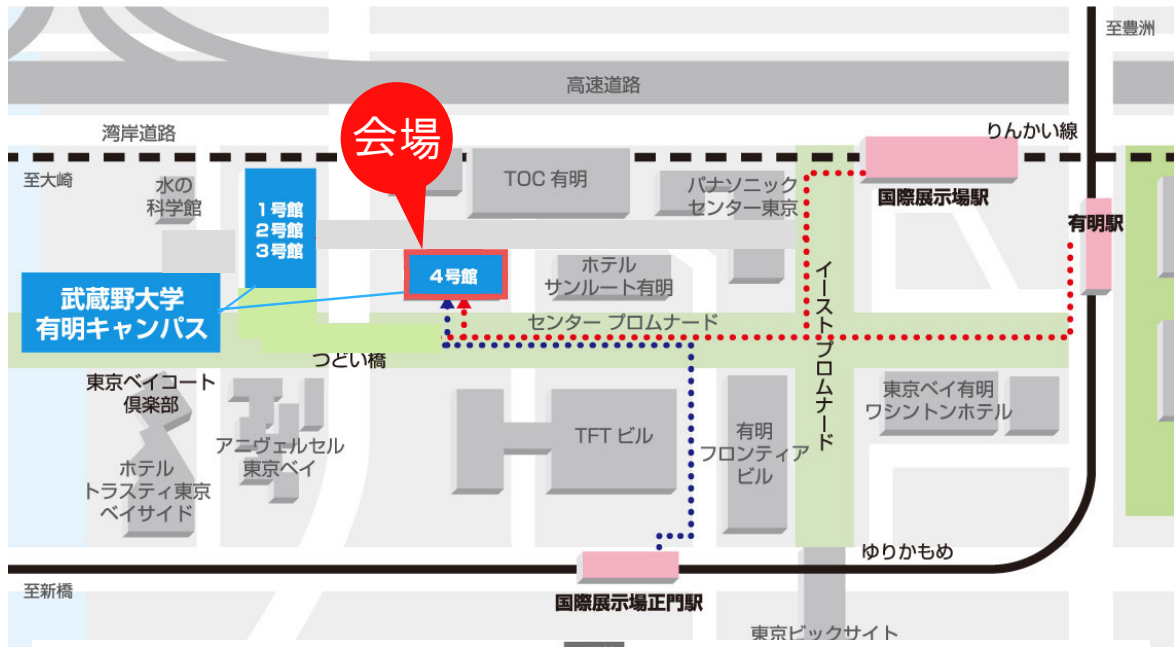 至豊洲
高速道路
会場
湾岸道路
りんかい線
至大崎
水の
科学館
1号館
2号館
3号館
TOC 有明
パナソニック
センター東京
国際展示場駅
有明駅
4号館
ホテル
サンルート有明
イーストプロムナード
武蔵野大学
有明キャンパス
センター プロムナード
つどい橋
東京ベイコート
倶楽部
アニヴェルセル
東京ベイ
TFT ビル
有明
フロンティア
ビル
東京ベイ有明
ワシントンホテル
ホテル
トラスティ東京
ベイサイド
ゆりかもめ
至新橋
国際展示場正門駅
東京ビックサイト